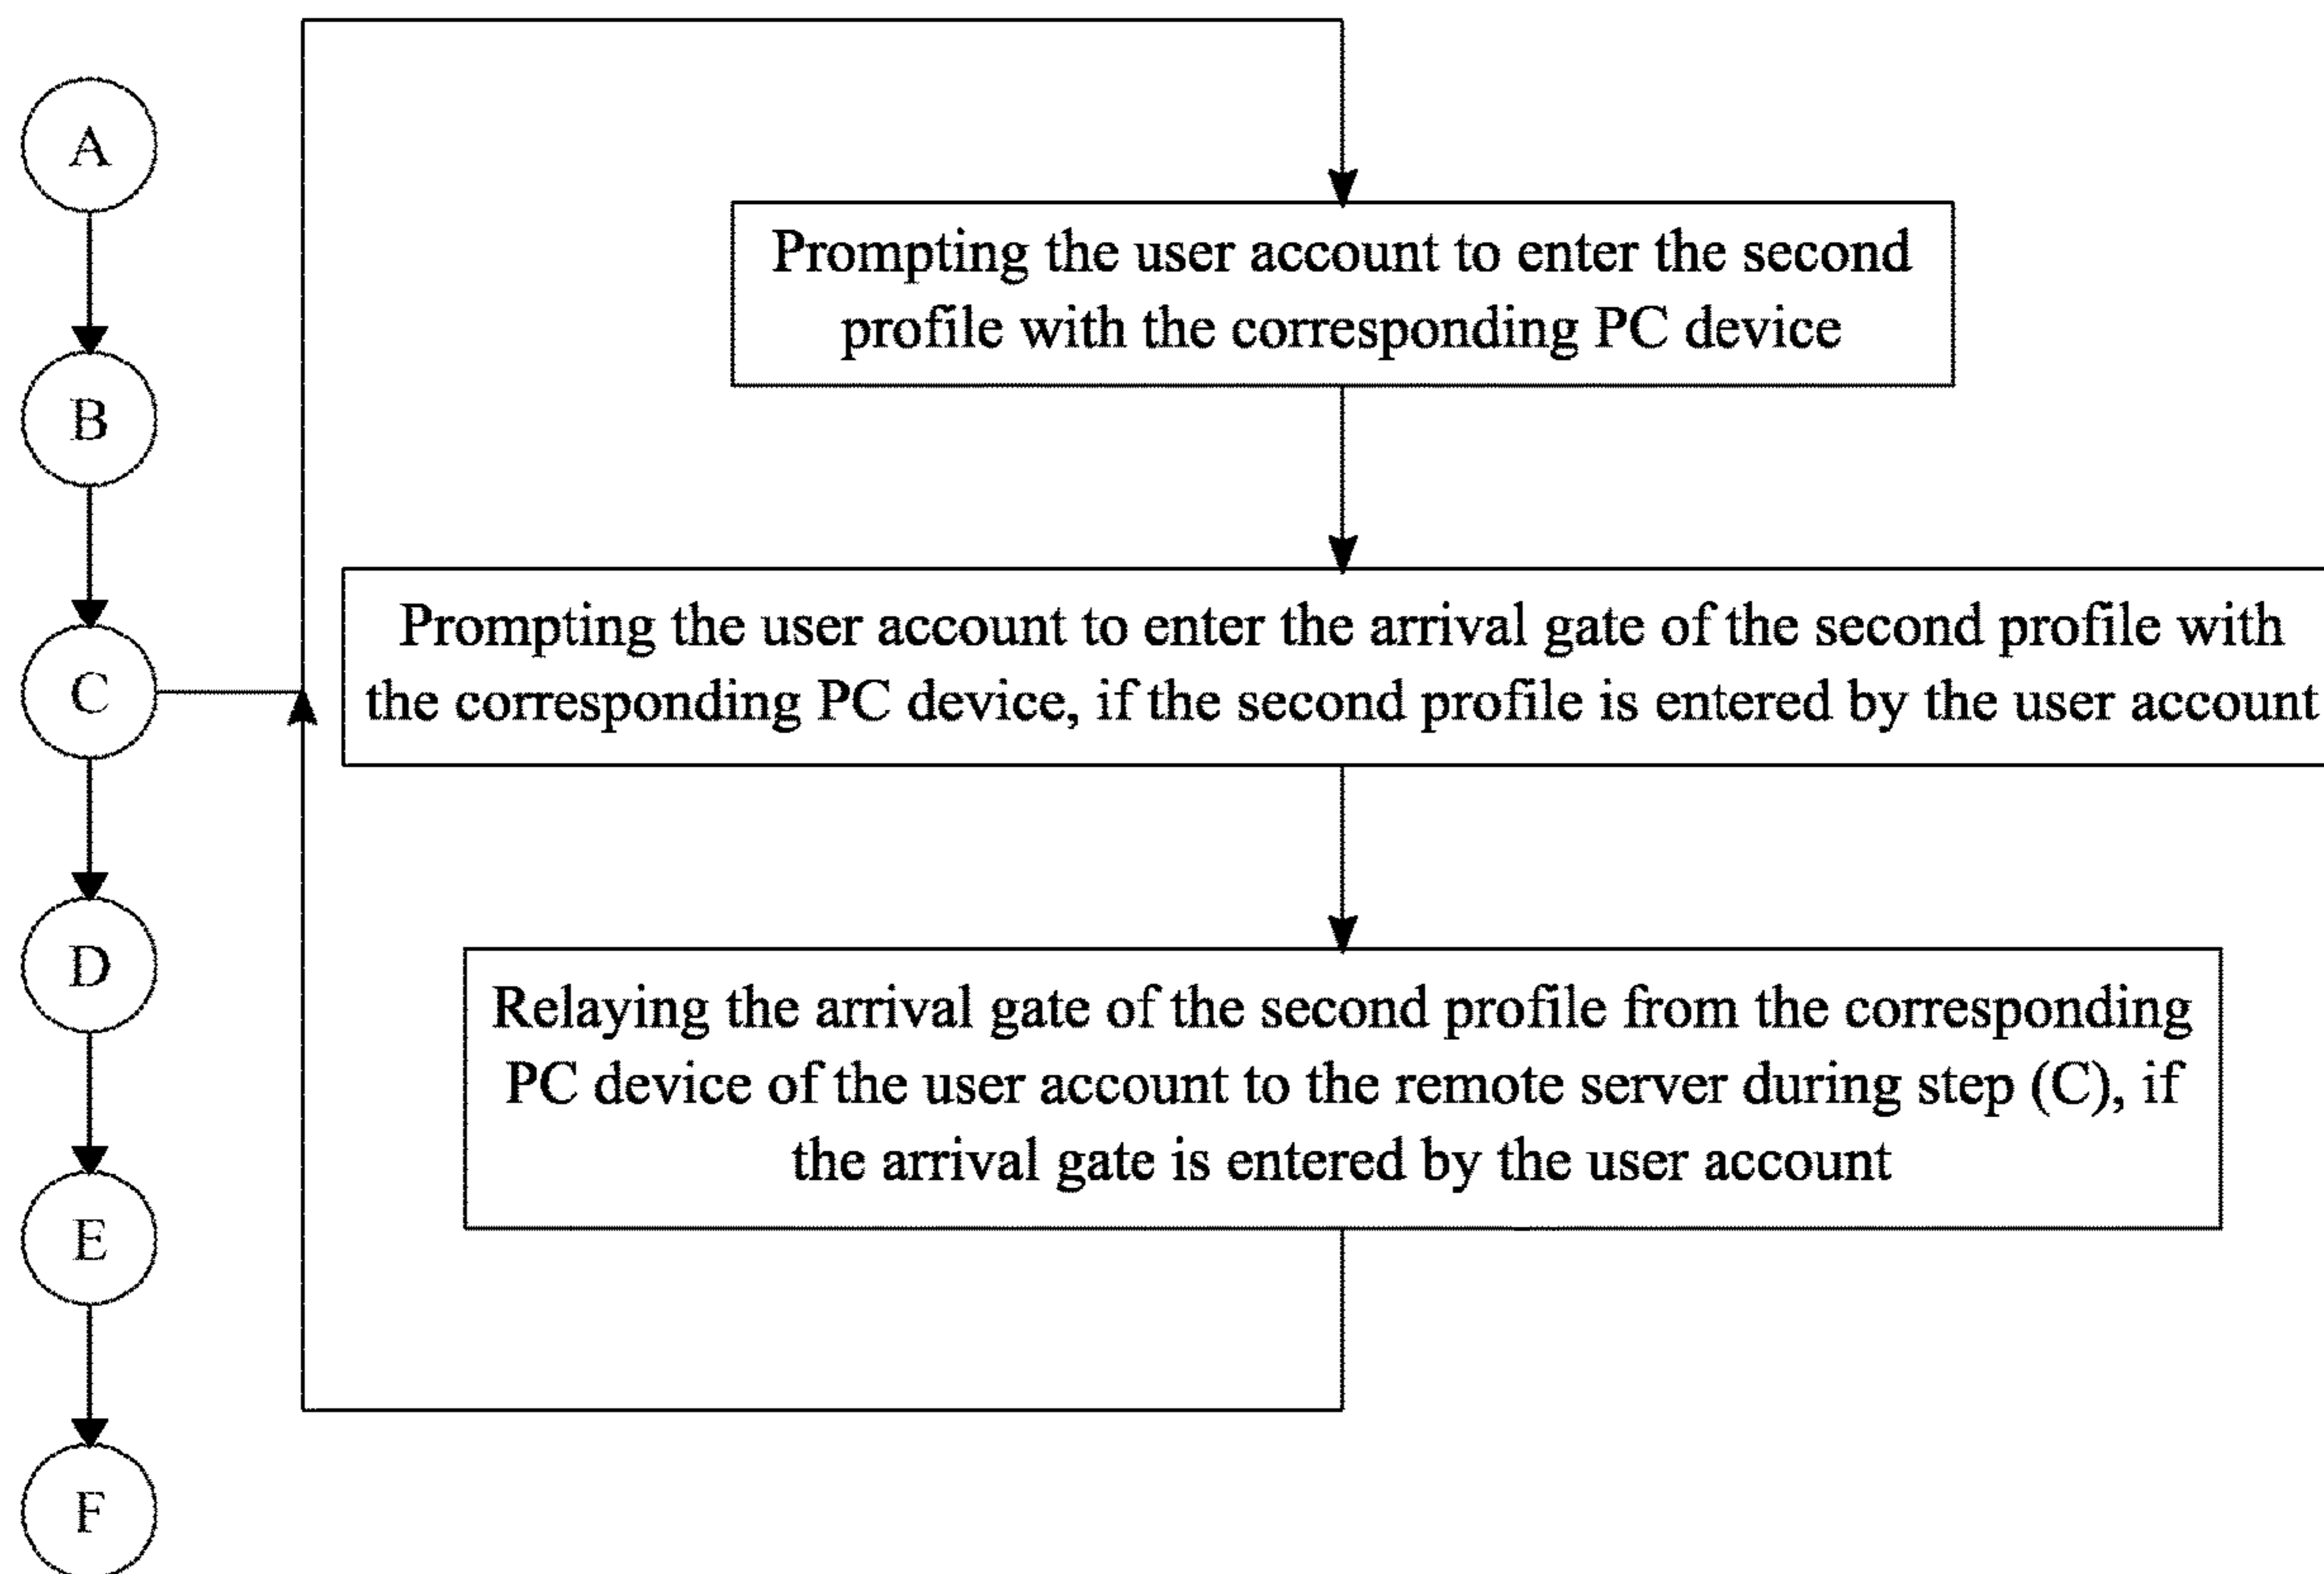 A
B
C
D
E
F
Prompting the user account to enter the second
profile with the corresponding PC device
Prompting the user account to enter the arrival gate of the second profile with
the corresponding PC device, if the second profile is entered by the user account
Relaying the arrival gate of the second profile from the corresponding
PC device of the user account to the remote server during step (C), if
the arrival gate is entered by the user account